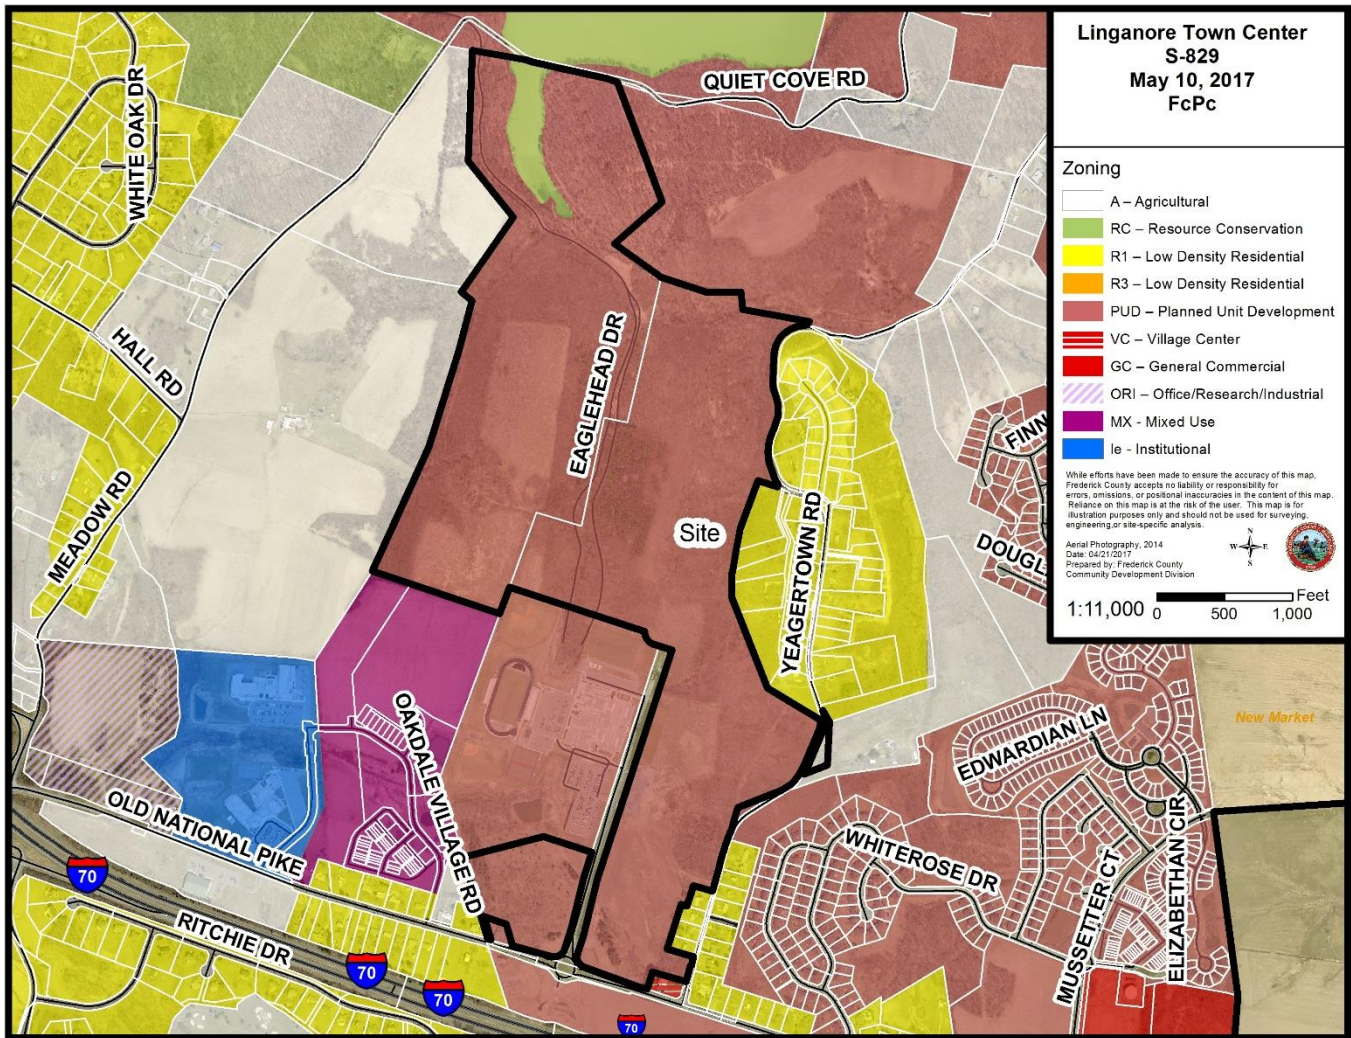 Linganore Town Center
S-829
May 10, 2017
FcPc
Zoning
A – Agricultural
RC – Resource Conservation
R1 – Low Density Residential
R3 – Low Density Residential
PUD – Planned Unit Development
VC – Village Center
GC – General Commercial
ORI – Office/Research/Industrial
MX - Mixed Use
Ie - Institutional
While efforts have been made to ensure the accuracy of this map,
Frederick County accepts no liability or responsibility for
errors, omissions, or positional inaccuracies in the content of this map.
Reliance on this map is at the risk of the user. This map is for
illustration purposes only and should not be used for surveying,
engineering,or site-specific analysis.
Aerial Photography, 2014
Date: 04/21/2017
Prepared by: Frederick County
Community Development Division
N
W
E
S
1:11,000
0
500
1,000
Feet
WHITE OAK DR
QUIET COVE RD
HALL RD
EAGLEHEAD DR
FINN
MEADOW RD
Site
DOUGL
YEAGERTOWN RD
OAKDALE VILLAGE RD
New Market
EDWARDIAN LN
OLD NATIONAL PIKE
WHITEROSE DR
MUSSETTER CT
ELIZABETHAN CIR
RITCHIE DR
70
70
70
70